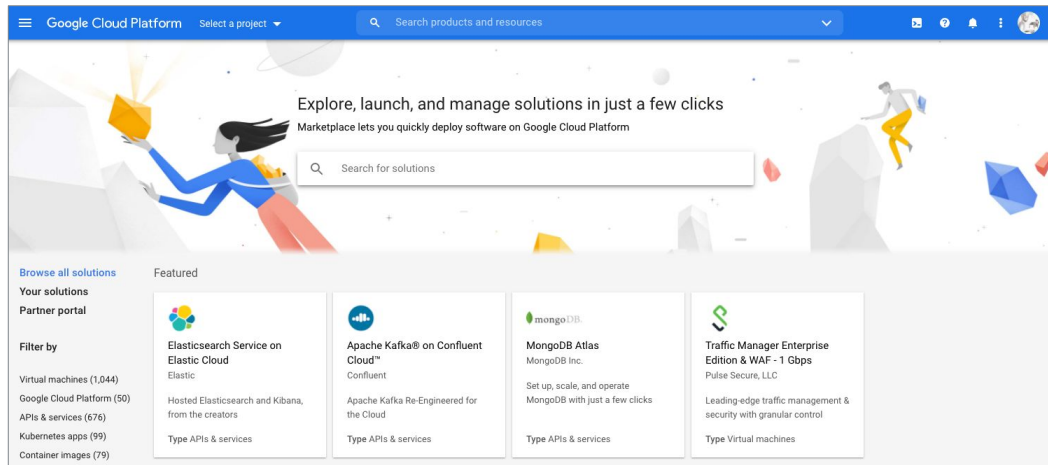 Google Cloud Platform Select a project
Search products and resources
Explore, launch, and manage solutions in just a few clicks
Marketplace lets you quickly deploy software on Google Cloud Platform
Search for solutions
Browse all solutions
Your solutions
Partner portal
Filter by
Virtual machines (1,044)
Google Cloud Platform (50)
APIs & services (676)
Kubernetes apps (99)
Container images (79)
Featured
Elasticsearch Service on
Elastic Cloud
Elastic
Hosted Elasticsearch and Kibana,
from the creators
Type APIs & services
Apache Kafka® on Confluent
Cloud™
Confluent
Apache Kafka Re-Engineered for
the Cloud
Type APIs & services
mongoDB.
MongoDB Atlas
MongoDB Inc.
Set up, scale, and operate
MongoDB with just a few clicks
Type APIs & services
Traffic Manager Enterprise
Edition & WAF - 1 Gbps
Pulse Secure, LLC
Leading-edge traffic management &
security with granular control
Type Virtual machines